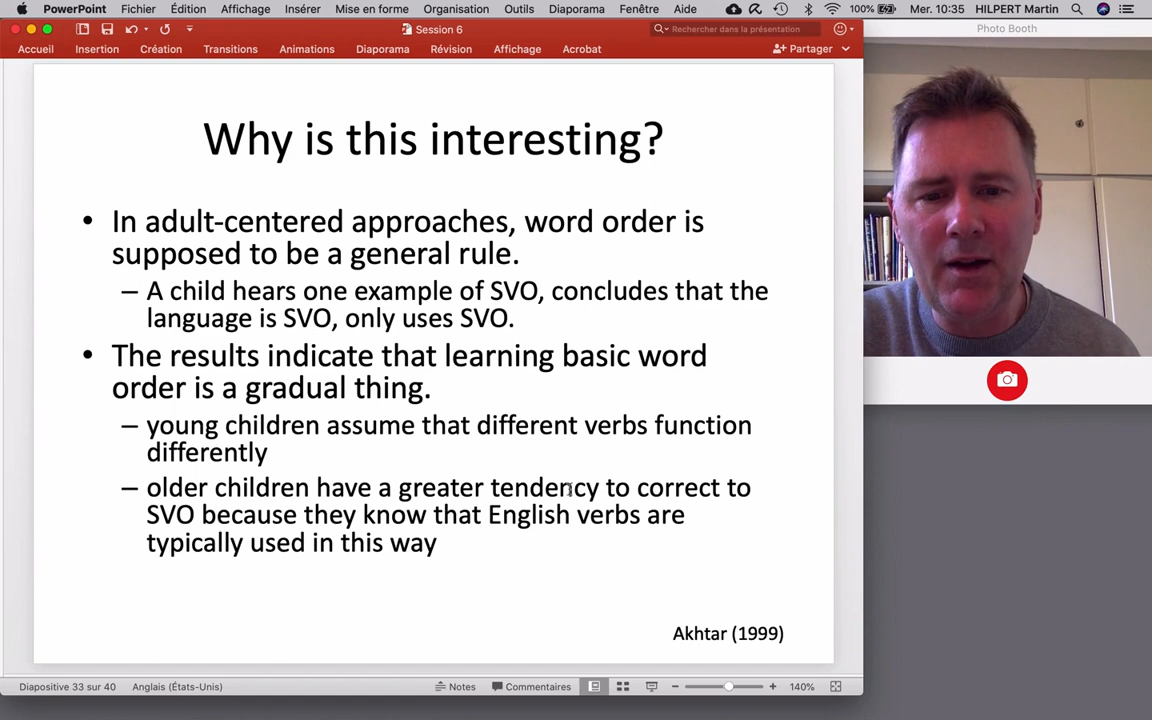 PowerPoint Fichier Édition Affichage Insérer Mise en forme Organisation Outils Diaporama Fenêtre Aide 100% Mer. 10:35 HILPERT Martin
Session 6
Rechercher dans la présentation
Photo Booth
Accueil Insertion Création Transitions Animations Diaporama Révision Affichage Acrobat Partager
Why is this interesting?
• In adult-centered approaches, word order is
supposed to be a general rule.
– A child hears one example of SVO, concludes that the
language is SVO, only uses SVO.
• The results indicate that learning basic word
order is a gradual thing.
– young children assume that different verbs function
differently
– older children have a greater tendency to correct to
SVO because they know that English verbs are
typically used in this way
Akhtar (1999)
Diapositive 33 sur 40 Anglais (États-Unis) Notes Commentaires 140%